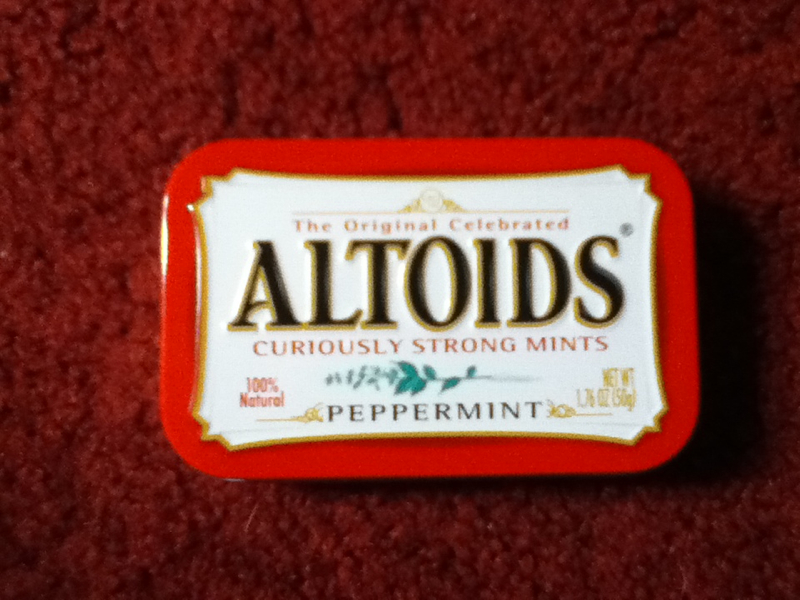 The Original Celebrated
ALTOIDS®
CURIOUSLY STRONG MINTS
100%
Natural
NET WT
1.76 OZ (50g)
PEPPERMINT